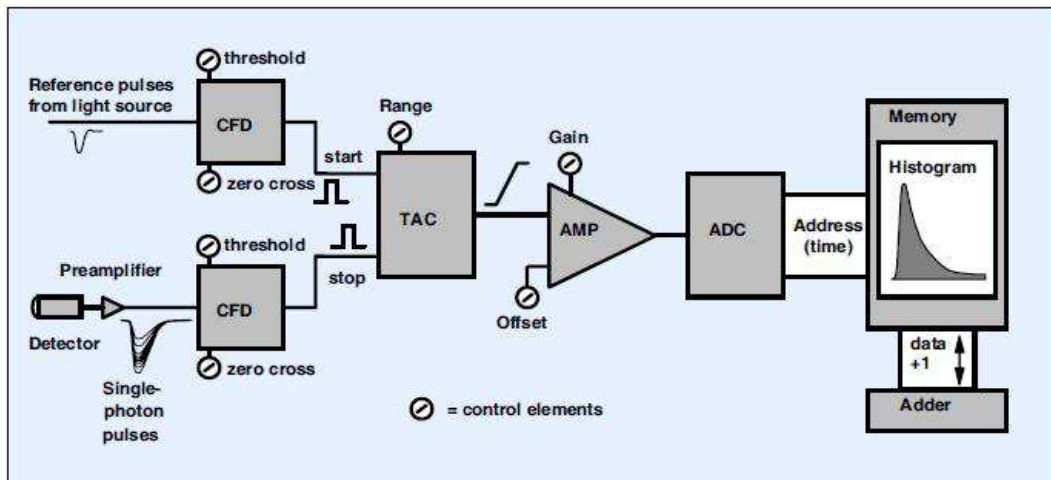 Reference pulses
from light source
threshold
CFD
zero cross
start
Range
TAC
stop
Preamplifier
Detector
Single-
photon
pulses
threshold
CFD
zero cross
Gain
AMP
Offset
ADC
Address
(time)
Memory
Histogram
data
+1
Adder
= control elements